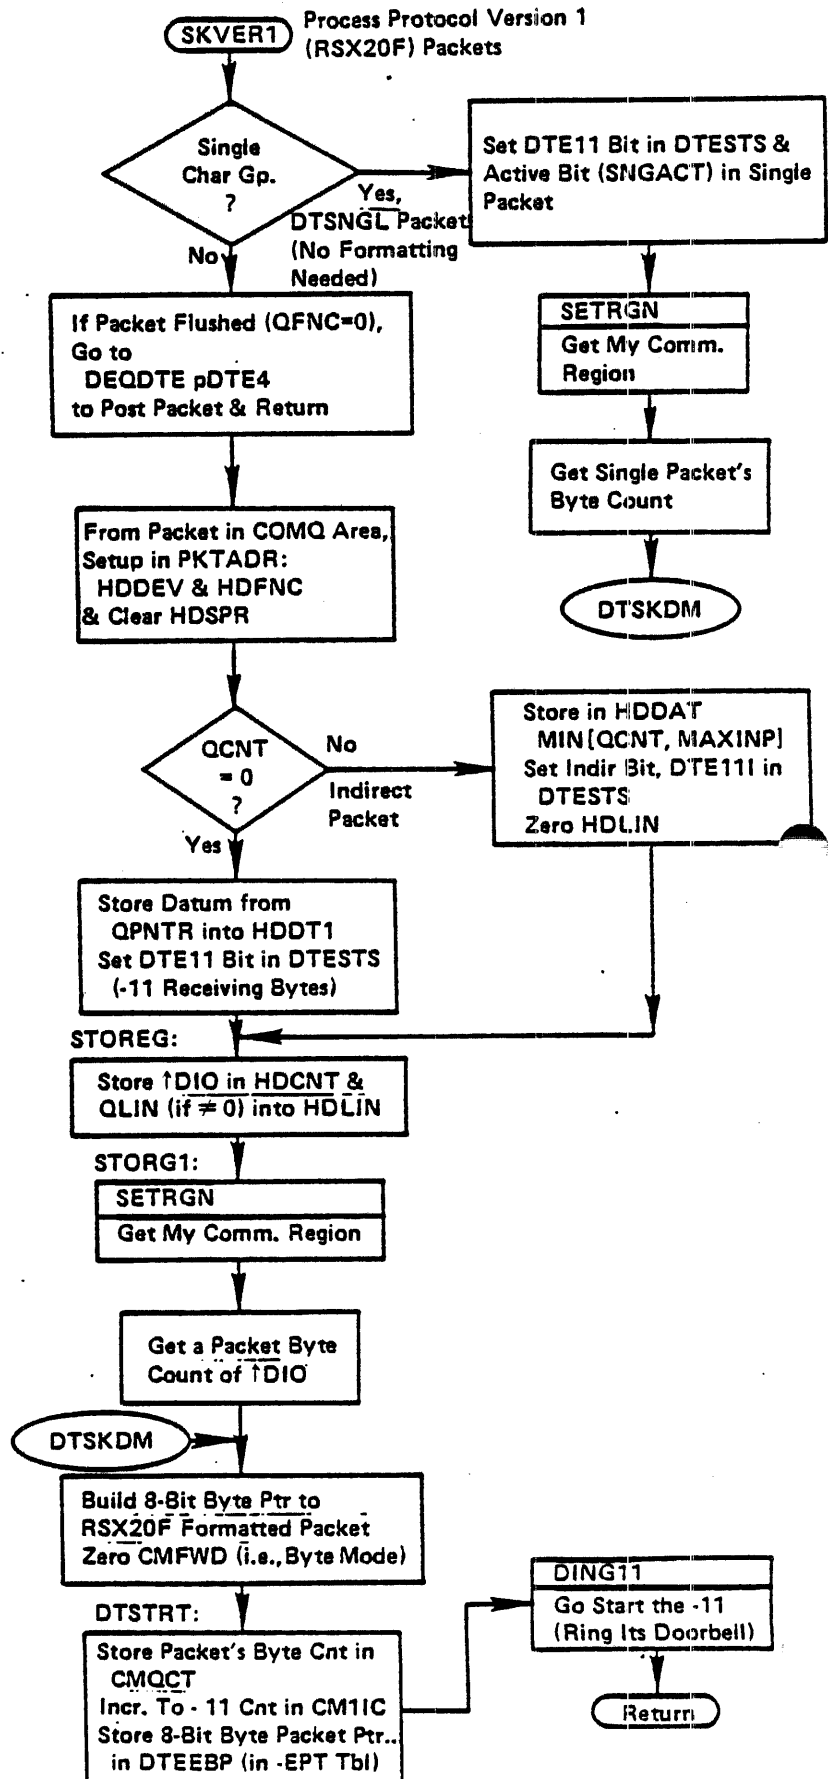 SKVER1
Process Protocol Version 1
(RSX20F) Packets
Single
Char Gp.
?
Yes,
DTSNGL Packet
(No Formatting
Needed)
No
Set DTE11 Bit in DTESTS &
Active Bit (SNGACT) in Single
Packet
SETRGN
Get My Comm.
Region
Get Single Packet's
Byte Count
DTSKDM
If Packet Flushed (QFNC=0),
Go to
DEQDTE pDTE4
to Post Packet & Return
From Packet in COMQ Area,
Setup in PKTADR:
HDDEV & HDFNC
& Clear HDSPR
QCNT
= 0
?
No
Indirect
Packet
Yes
Store in HDDAT
MIN [QCNT, MAXINP]
Set Indir Bit, DTE11I in
DTESTS
Zero HDLIN
Store Datum from
QPNTR into HDDT1
Set DTE11 Bit in DTESTS
(-11 Receiving Bytes)
STOREG:
Store ↑DIO in HDCNT &
QLIN (if ≠ 0) into HDLIN
STORG1:
SETRGN
Get My Comm. Region
Get a Packet Byte
Count of ↑DIO
DTSKDM
Build 8-Bit Byte Ptr to
RSX20F Formatted Packet
Zero CMFWD (i.e., Byte Mode)
DTSTRT:
Store Packet's Byte Cnt in
CMQCT
Incr. To - 11 Cnt in CM1IC
Store 8-Bit Byte Packet Ptr..
in DTEEBP (in -EPT Tbl)
DING11
Go Start the -11
(Ring Its Doorbell)
Return